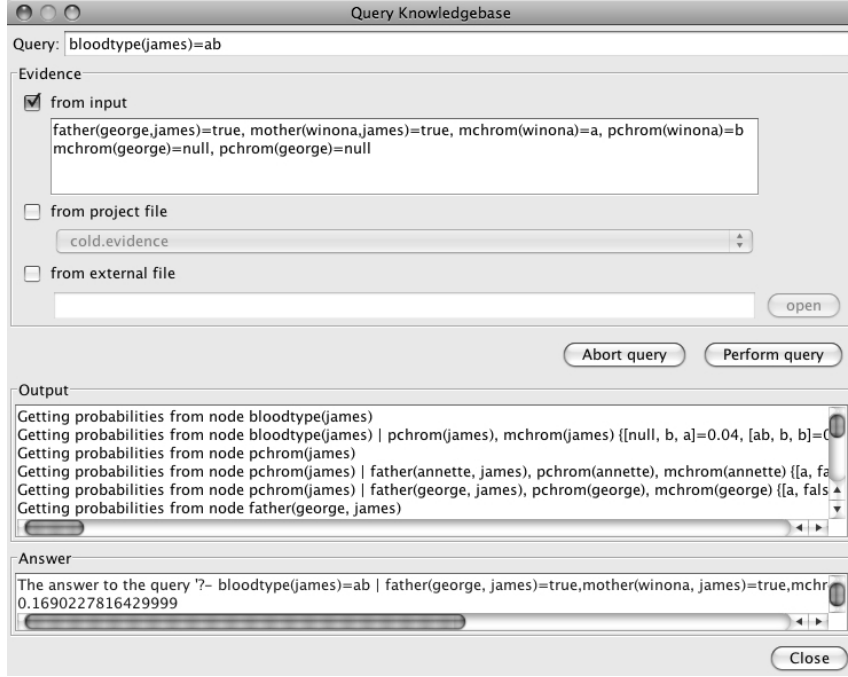 Query Knowledgebase
Query: bloodtype(james)=ab
Evidence
from input
father(george,james)=true, mother(winona,james)=true, mchrom(winona)=a, pchrom(winona)=b
mchrom(george)=null, pchrom(george)=null
from project file
cold.evidence
from external file
open
Abort query Perform query
Output
Getting probabilities from node bloodtype(james)
Getting probabilities from node bloodtype(james) | pchrom(james), mchrom(james) {[null, b, a]=0.04, [ab, b, b]=0
Getting probabilities from node pchrom(james)
Getting probabilities from node pchrom(james) | father(annette, james), pchrom(annette), mchrom(annette) {[a, fa
Getting probabilities from node pchrom(james) | father(george, james), pchrom(george), mchrom(george) {[a, fals
Getting probabilities from node father(george, james)
Answer
The answer to the query '?- bloodtype(james)=ab | father(george, james)=true,mother(winona, james)=true,mchr
0.1690227816429999
Close